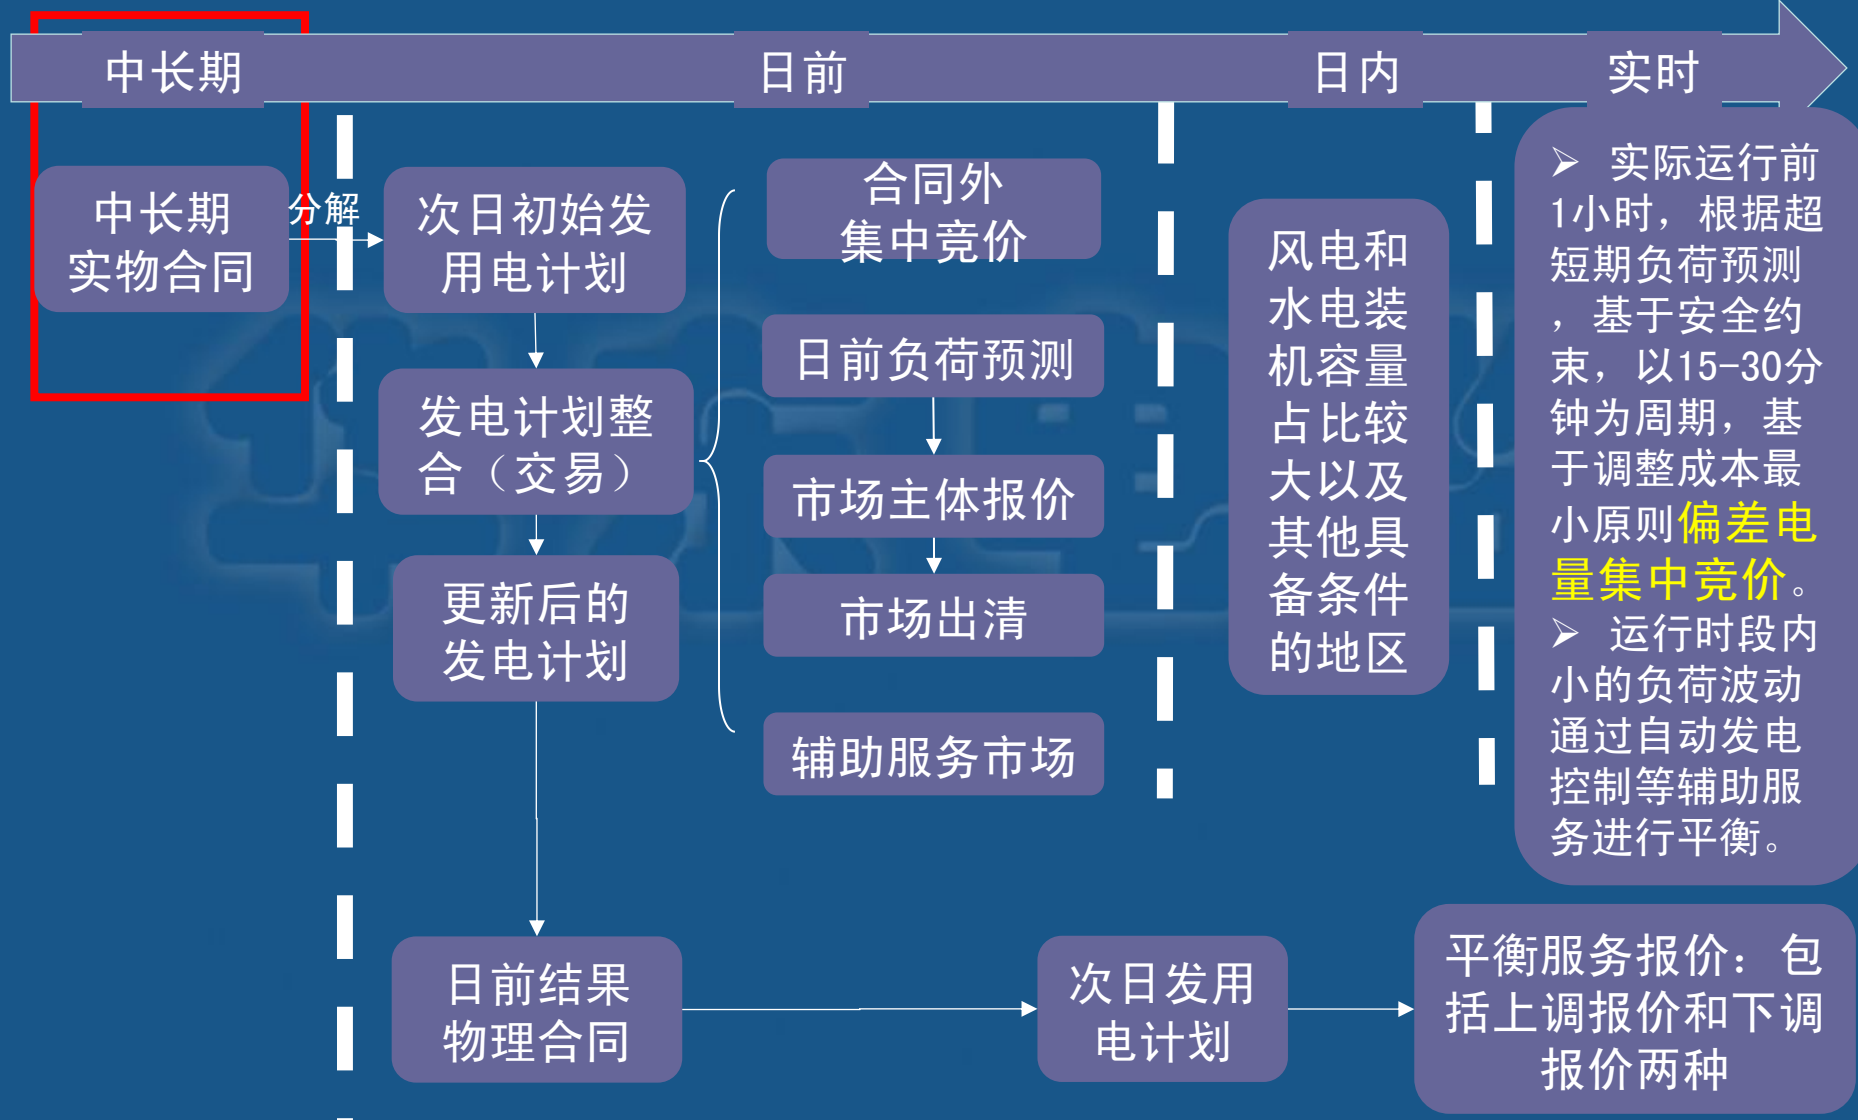 中长期
日前
日内
实时
中长期
实物合同
分解
次日初始发
用电计划
发电计划整
合（交易）
更新后的
发电计划
日前结果
物理合同
合同外
集中竞价
日前负荷预测
市场主体报价
市场出清
辅助服务市场
风电和
水电装
机容量
占比较
大以及
其他具
备条件
的地区
次日发用
电计划
➢ 实际运行前
1小时，根据超
短期负荷预测
，基于安全约
束，以15-30分
钟为周期，基
于调整成本最
小原则偏差电
量集中竞价。
➢ 运行时段内
小的负荷波动
通过自动发电
控制等辅助服
务进行平衡。
平衡服务报价：包
括上调报价和下调
报价两种